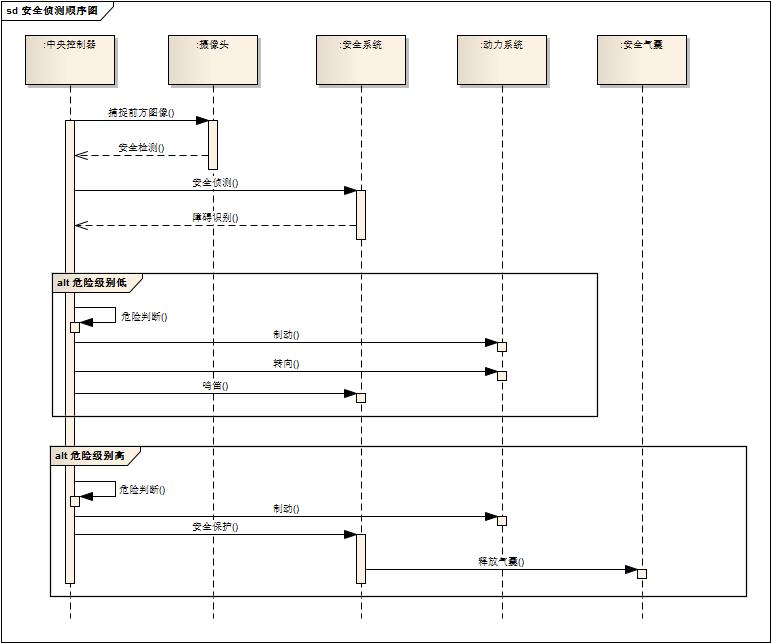 sd 安全侦测顺序图
:中央控制器
:摄像头
:安全系统
:动力系统
:安全气囊
捕捉前方图像()
安全检测()
安全侦测()
障碍识别()
alt 危险级别低
危险判断()
制动()
转向()
鸣笛()
alt 危险级别高
危险判断()
制动()
安全保护()
释放气囊()